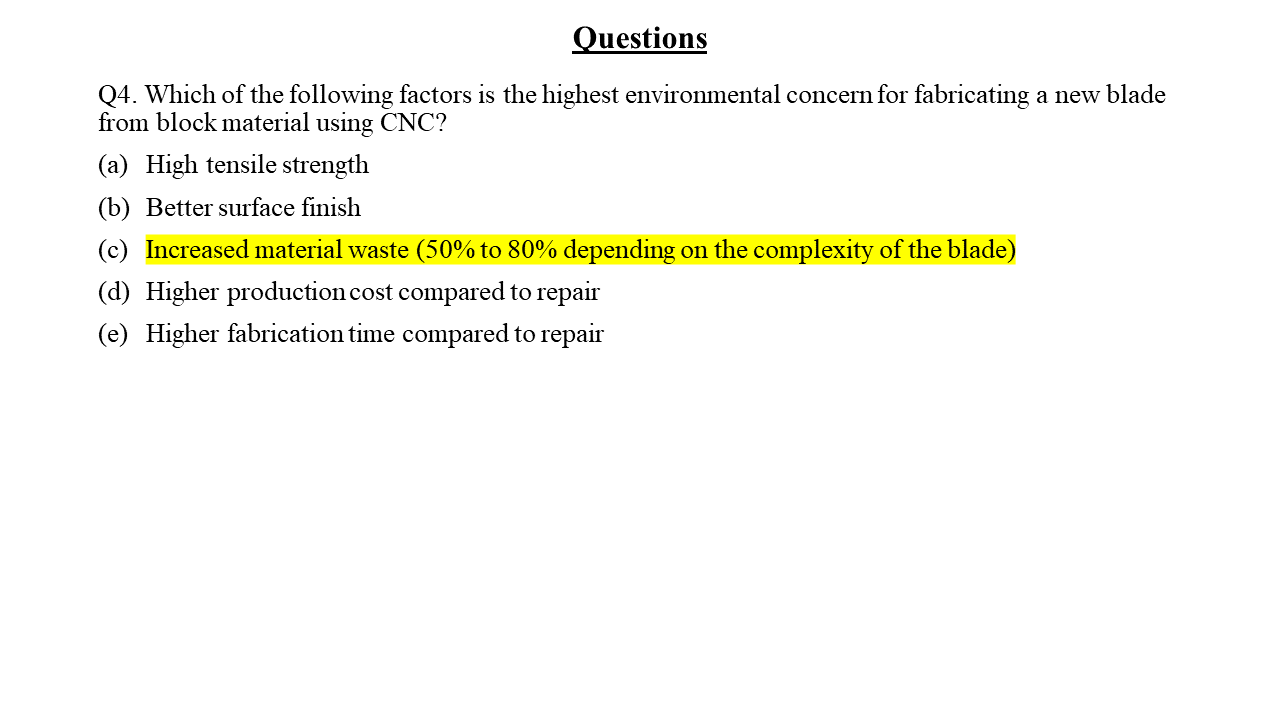 Questions
Q4. Which of the following factors is the highest environmental concern for fabricating a new blade
from block material using CNC?
(a) High tensile strength
(b) Better surface finish
(c) Increased material waste (50% to 80% depending on the complexity of the blade)
(d) Higher production cost compared to repair
(e) Higher fabrication time compared to repair